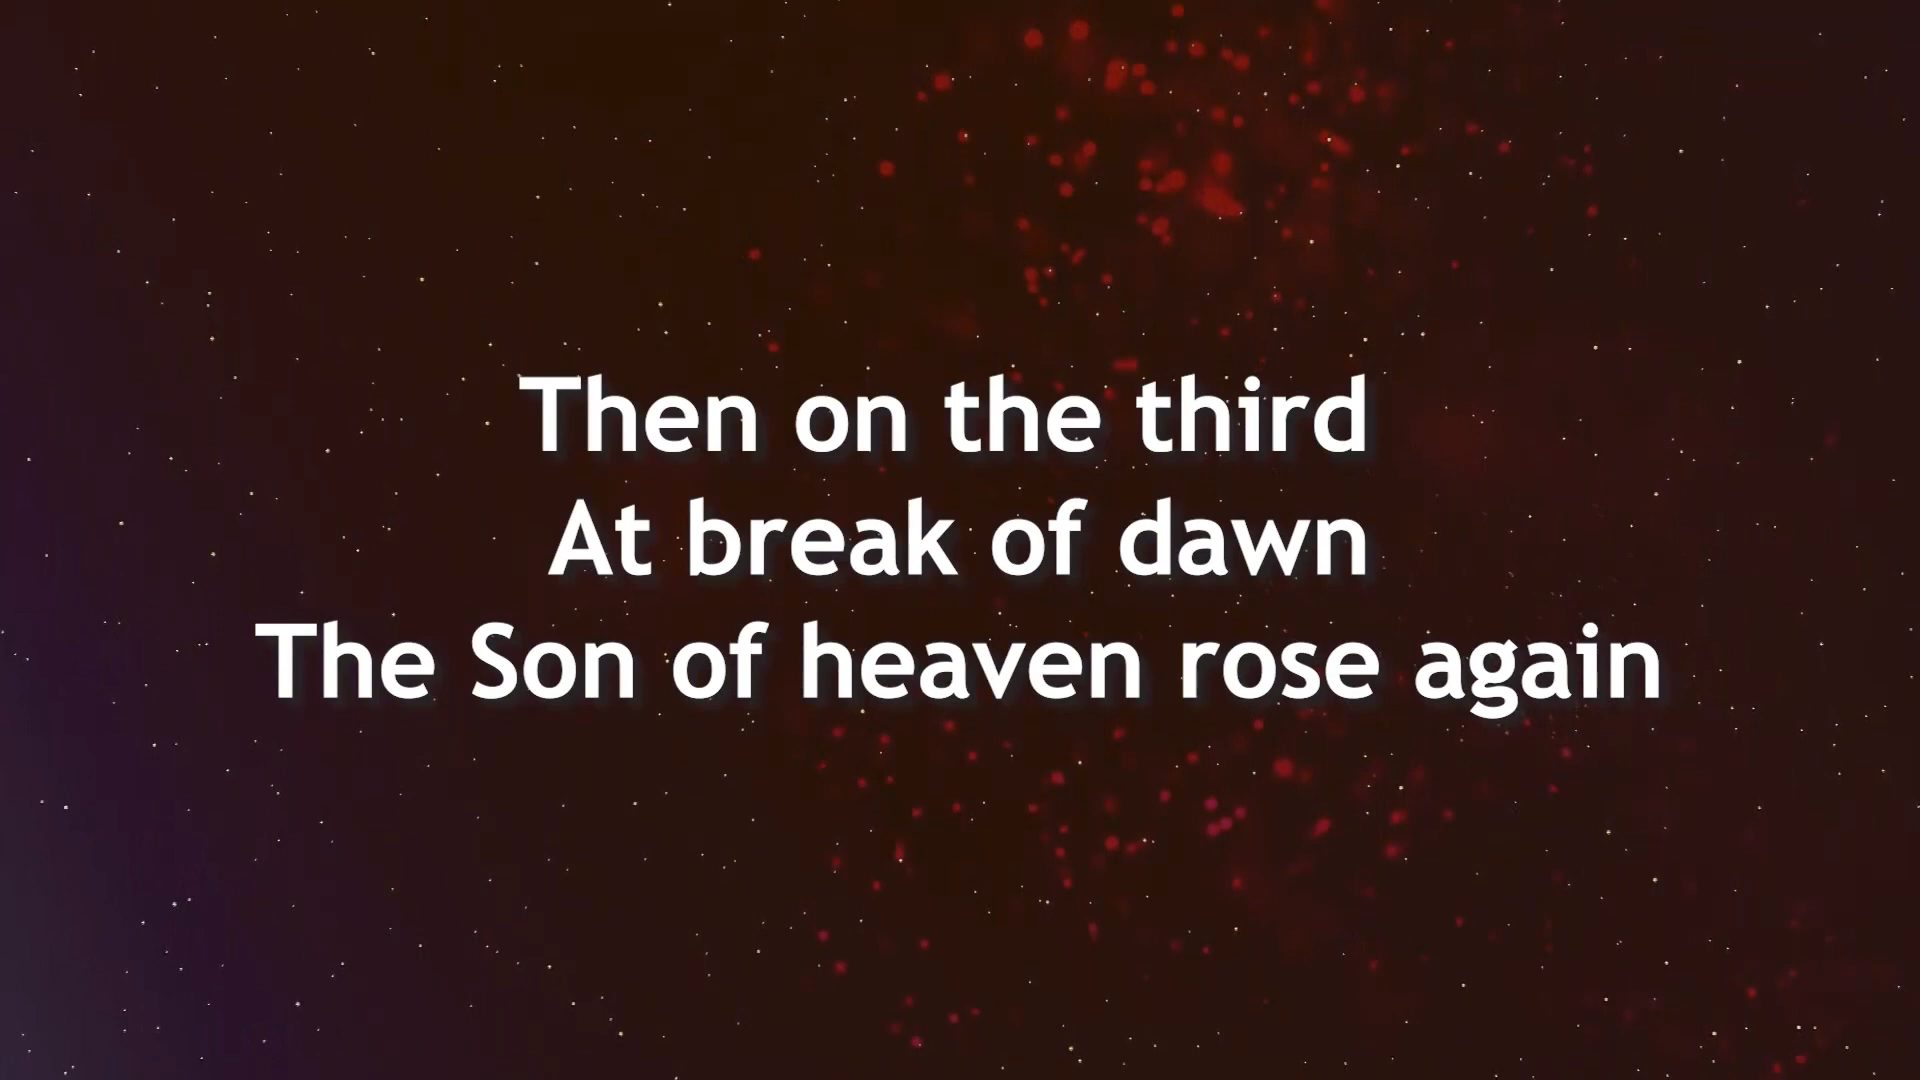 Then on the third
At break of dawn
The Son of heaven rose again